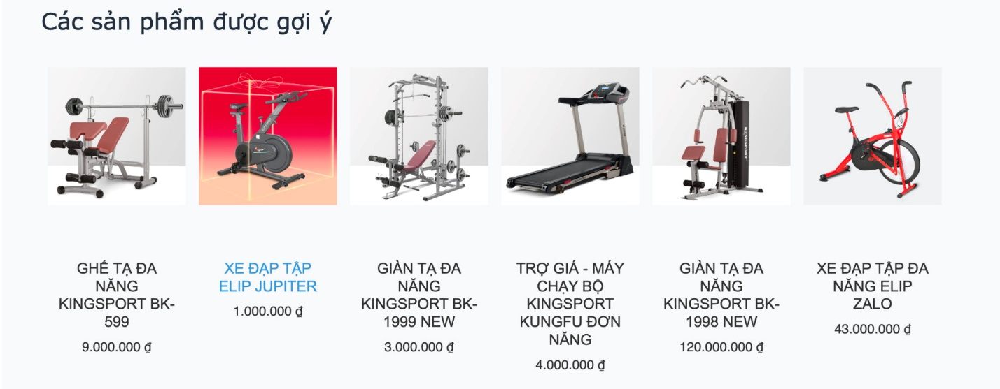 Các sản phẩm được gợi ý
KINGSPORT
GHẾ TẠ ĐA
NĂNG
KINGSPORT BK-
599
9.000.000 ₫
XE ĐẠP TẬP
ELIP JUPITER
1.000.000 ₫
GIÀN TẠ ĐA
NĂNG
KINGSPORT BK-
1999 NEW
3.000.000 ₫
TRỢ GIÁ - MÁY
CHẠY BỘ
KINGSPORT
KUNGFU ĐƠN
NĂNG
4.000.000 ₫
GIÀN TẠ ĐA
NĂNG
KINGSPORT BK-
1998 NEW
120.000.000 ₫
XE ĐẠP TẬP ĐA
NĂNG ELIP
ZALO
43.000.000 ₫